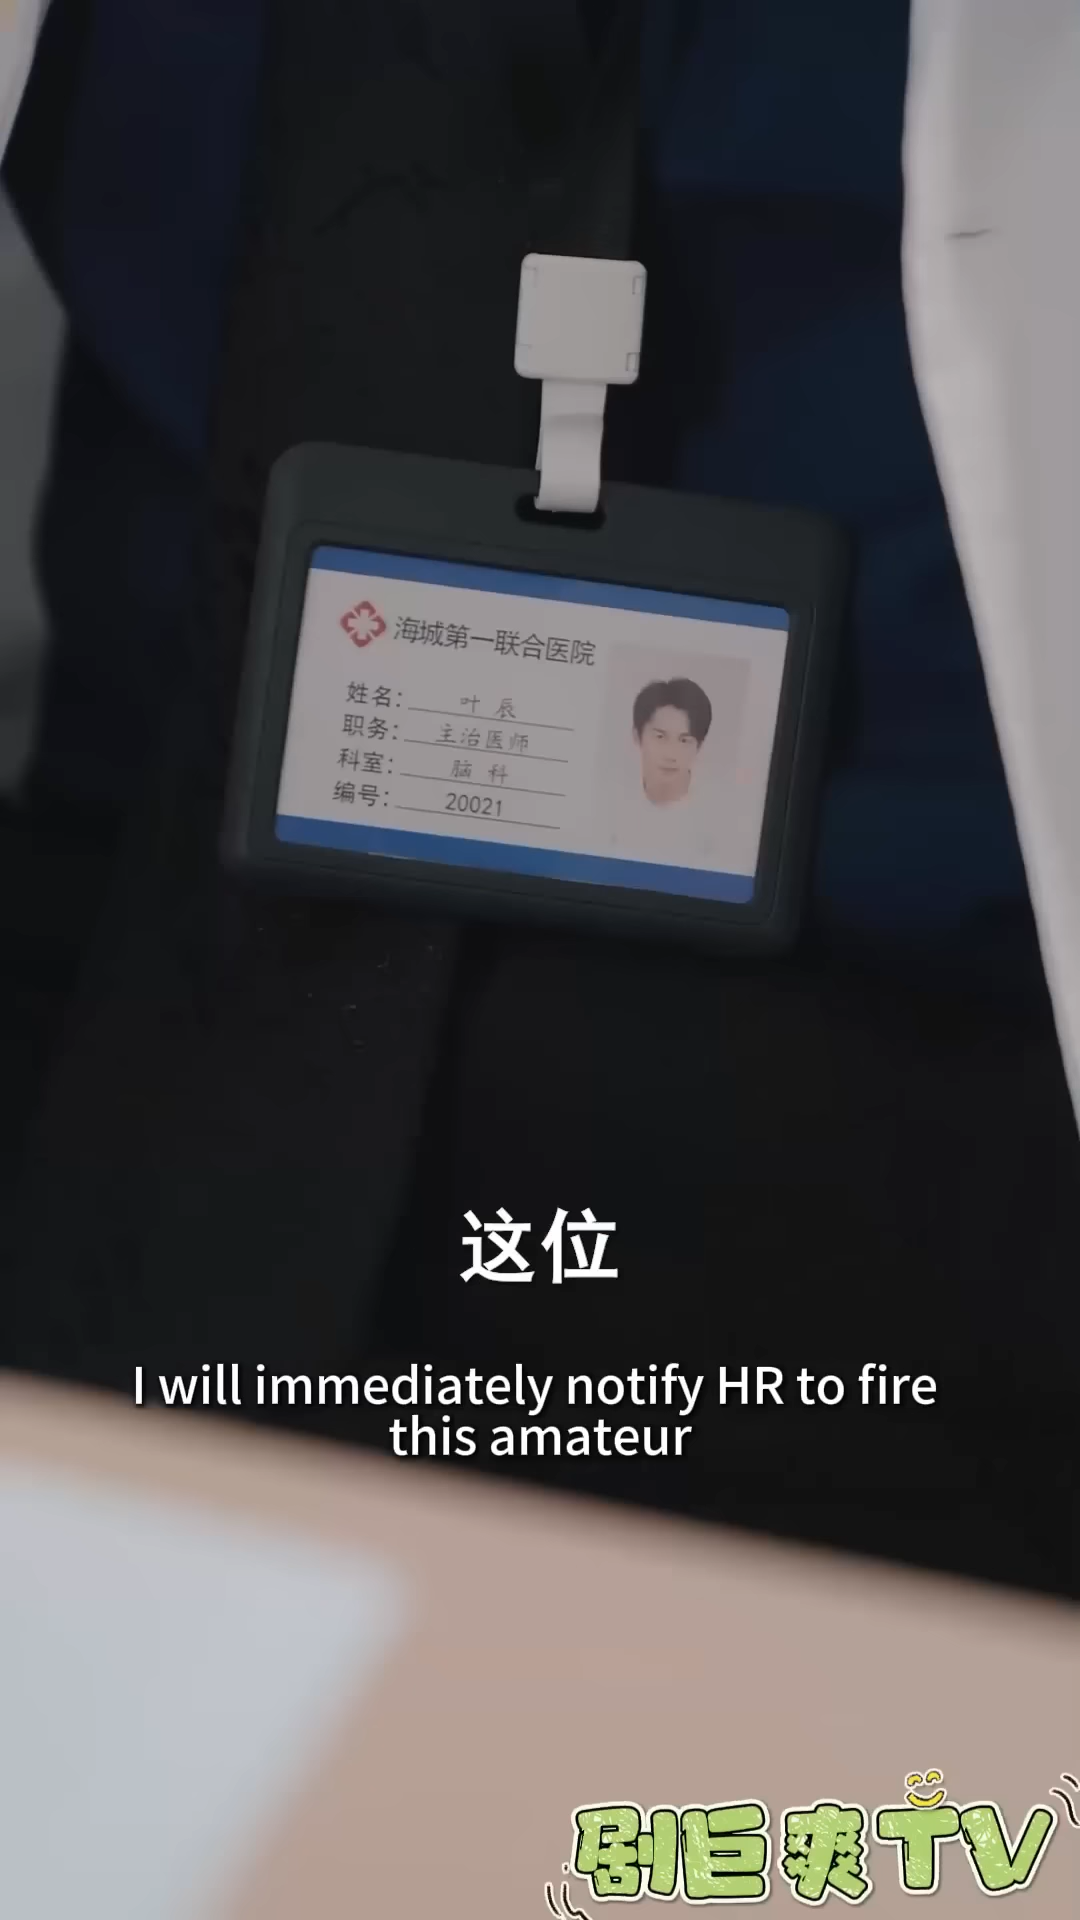 海城第一联合医院
姓名: 叶辰
职务: 主治医师
科室: 脑科
编号: 20021
这位
I will immediately notify HR to fire
this amateur
剧巨爽TV